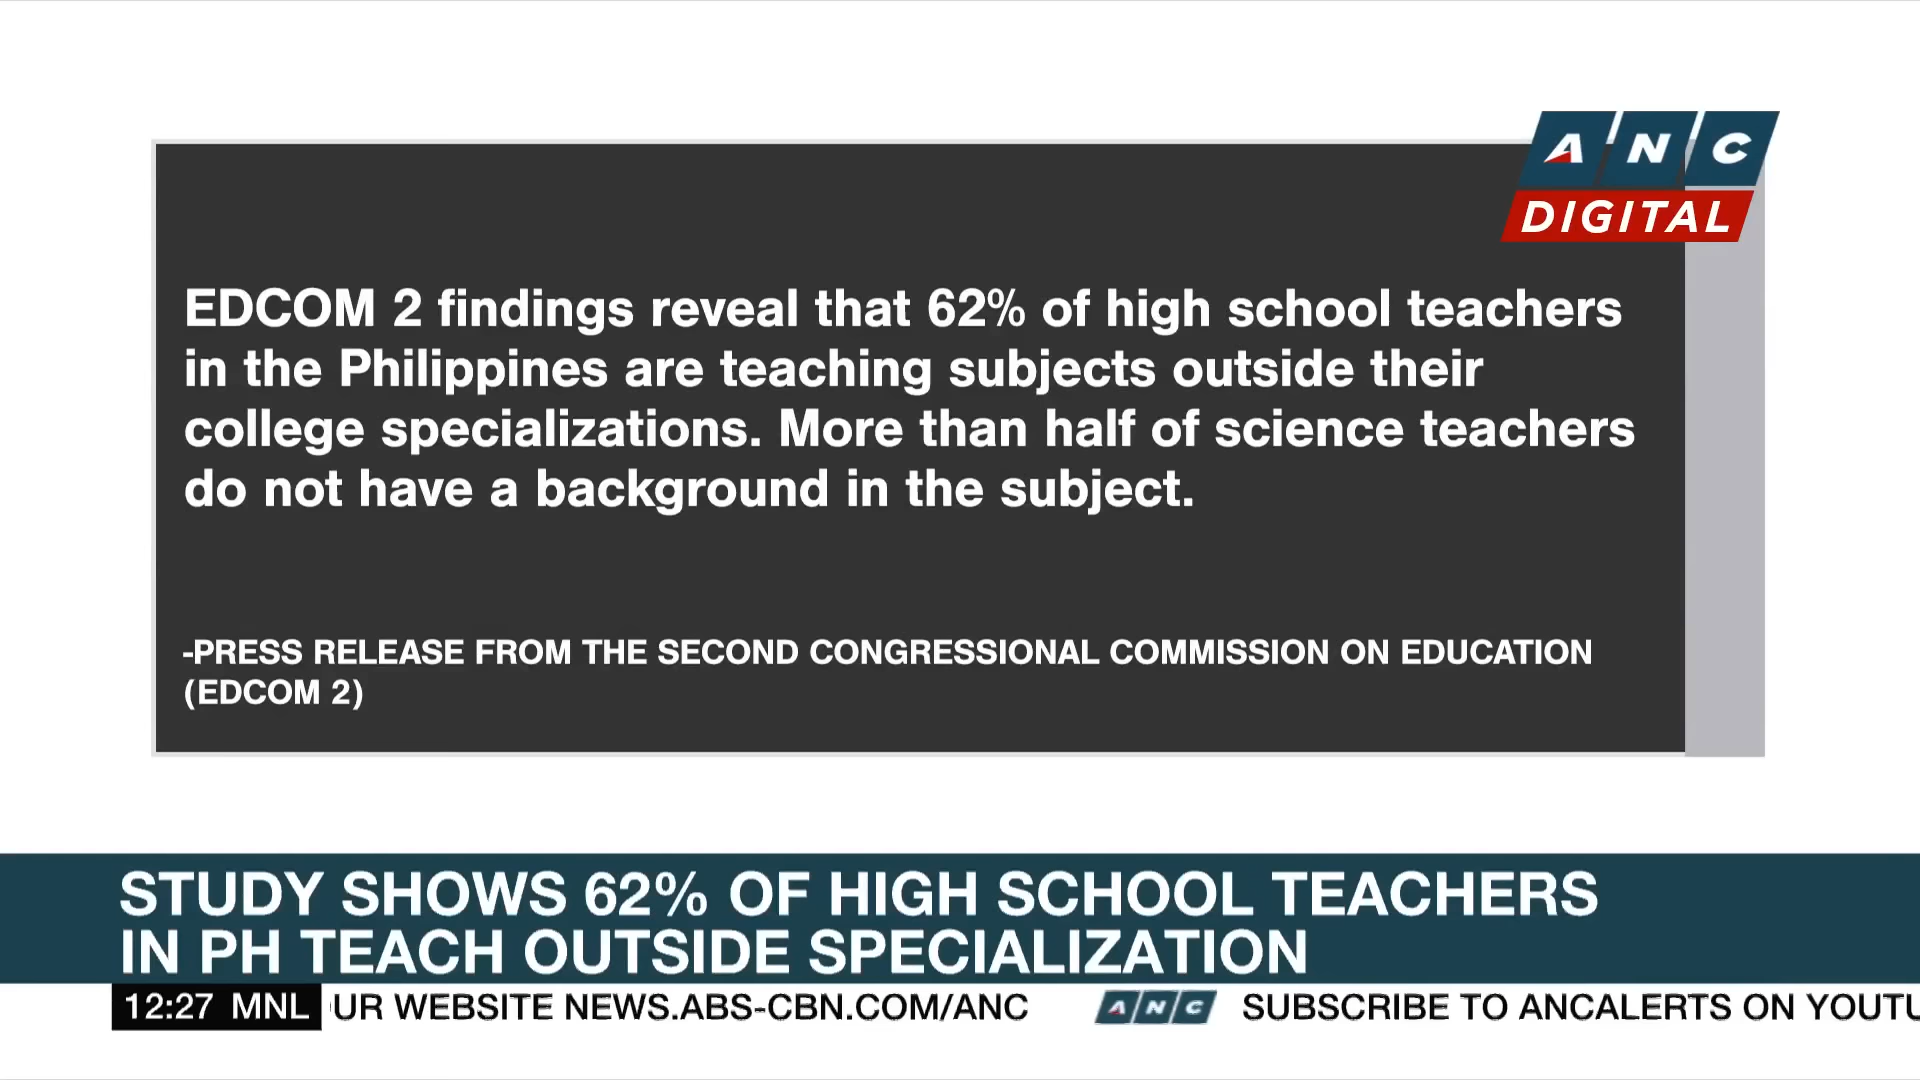 ANC
DIGITAL
EDCOM 2 findings reveal that 62% of high school teachers
in the Philippines are teaching subjects outside their
college specializations. More than half of science teachers
do not have a background in the subject.
-PRESS RELEASE FROM THE SECOND CONGRESSIONAL COMMISSION ON EDUCATION
(EDCOM 2)
STUDY SHOWS 62% OF HIGH SCHOOL TEACHERS
IN PH TEACH OUTSIDE SPECIALIZATION
12:27 MNL UR WEBSITE NEWS.ABS-CBN.COM/ANC ANC SUBSCRIBE TO ANCALERTS ON YOUTU